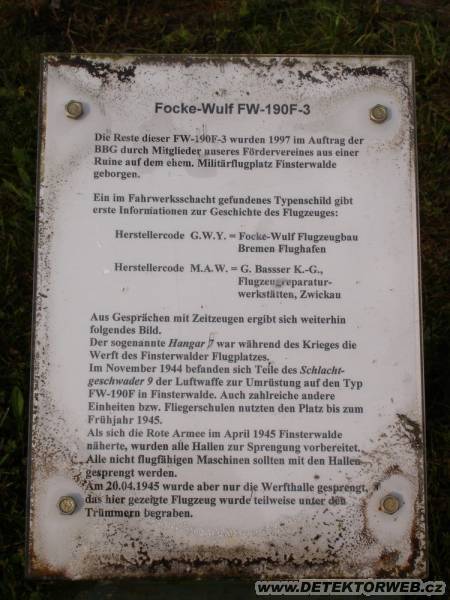 Focke-Wulf FW-190F-3
Die Reste dieser FW-190F-3 wurden 1997 im Auftrag der
BBG durch Mitglieder unseres Fördervereines aus einer
Ruine auf dem ehem. Militärflugplatz Finsterwalde
geborgen.
Ein im Fahrwerksschacht gefundenes Typenschild gibt
erste Informationen zur Geschichte des Flugzeuges:
Herstellercode G.W.Y. = Focke-Wulf Flugzeugbau
Bremen Flughafen
Herstellercode M.A.W. = G. Bassser K.-G.,
Flugzeugreparatur-
werkstätten, Zwickau
Aus Gesprächen mit Zeitzeugen ergibt sich weiterhin
folgendes Bild.
Der sogenannte Hangar 7 war während des Krieges die
Werft des Finsterwalder Flugplatzes.
Im November 1944 befanden sich Teile des Schlacht-
geschwader 9 der Luftwaffe zur Umrüstung auf den Typ
FW-190F in Finsterwalde. Auch zahlreiche andere
Einheiten bzw. Fliegerschulen nutzten den Platz bis zum
Frühjahr 1945.
Als sich die Rote Armee im April 1945 Finsterwalde
näherte, wurden alle Hallen zur Sprengung vorbereitet.
Alle nicht flugfähigen Maschinen sollten mit den Hallen
gesprengt werden.
Am 20.04.1945 wurde aber nur die Werfthalle gesprengt,
das hier gezeigte Flugzeug wurde teilweise unter den
Trümmern begraben.
www.DETEKTORWEB.cz